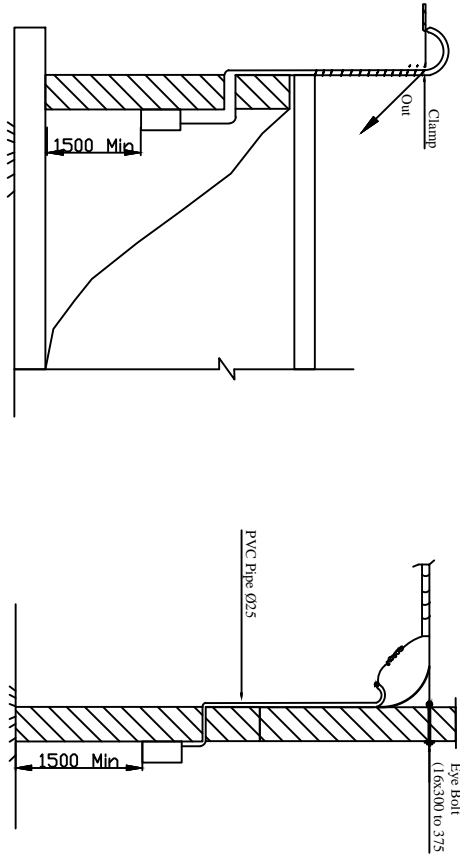 Clamp
Out
1500 Min
PVC Pipe Ø25
Eye Bolt
(16x300 to 375
1500 Min